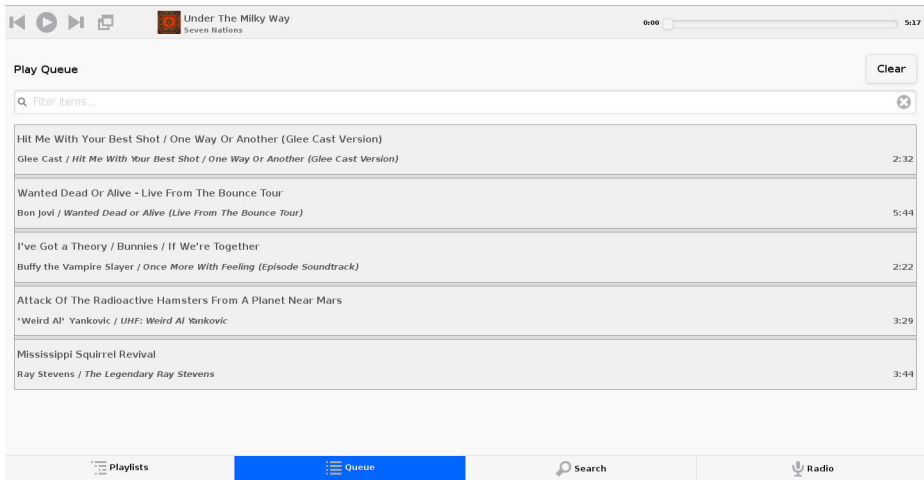 Under The Milky Way
Seven Nations
0:00
5:17
Play Queue
Clear
Filter items...
Hit Me With Your Best Shot / One Way Or Another (Glee Cast Version)
Glee Cast / Hit Me With Your Best Shot / One Way Or Another (Glee Cast Version) 2:32
Wanted Dead Or Alive - Live From The Bounce Tour
Bon Jovi / Wanted Dead or Alive (Live From The Bounce Tour) 5:44
I've Got a Theory / Bunnies / If We're Together
Buffy the Vampire Slayer / Once More With Feeling (Episode Soundtrack) 2:22
Attack Of The Radioactive Hamsters From A Planet Near Mars
"Weird Al" Yankovic / UHF: Weird Al Yankovic 3:29
Mississippi Squirrel Revival
Ray Stevens / The Legendary Ray Stevens 3:44
Playlists Queue Search Radio